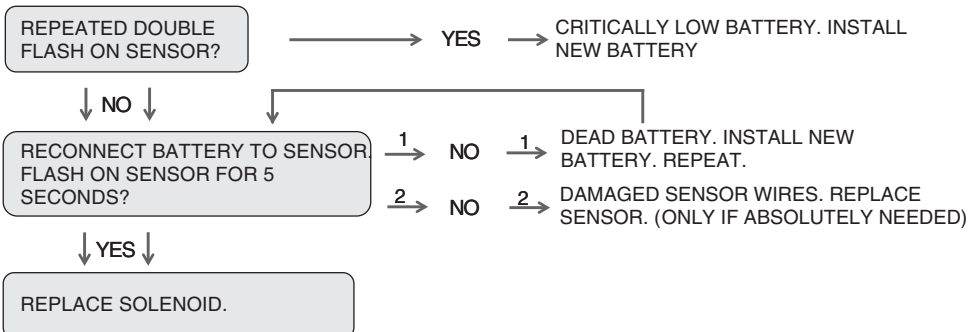 REPEATED DOUBLE
FLASH ON SENSOR?
YES
CRITICALLY LOW BATTERY. INSTALL
NEW BATTERY
NO
RECONNECT BATTERY TO SENSOR.
FLASH ON SENSOR FOR 5
SECONDS?
1
NO
1
DEAD BATTERY. INSTALL NEW
BATTERY. REPEAT.
2
NO
2
DAMAGED SENSOR WIRES. REPLACE
SENSOR. (ONLY IF ABSOLUTELY NEEDED)
YES
REPLACE SOLENOID.